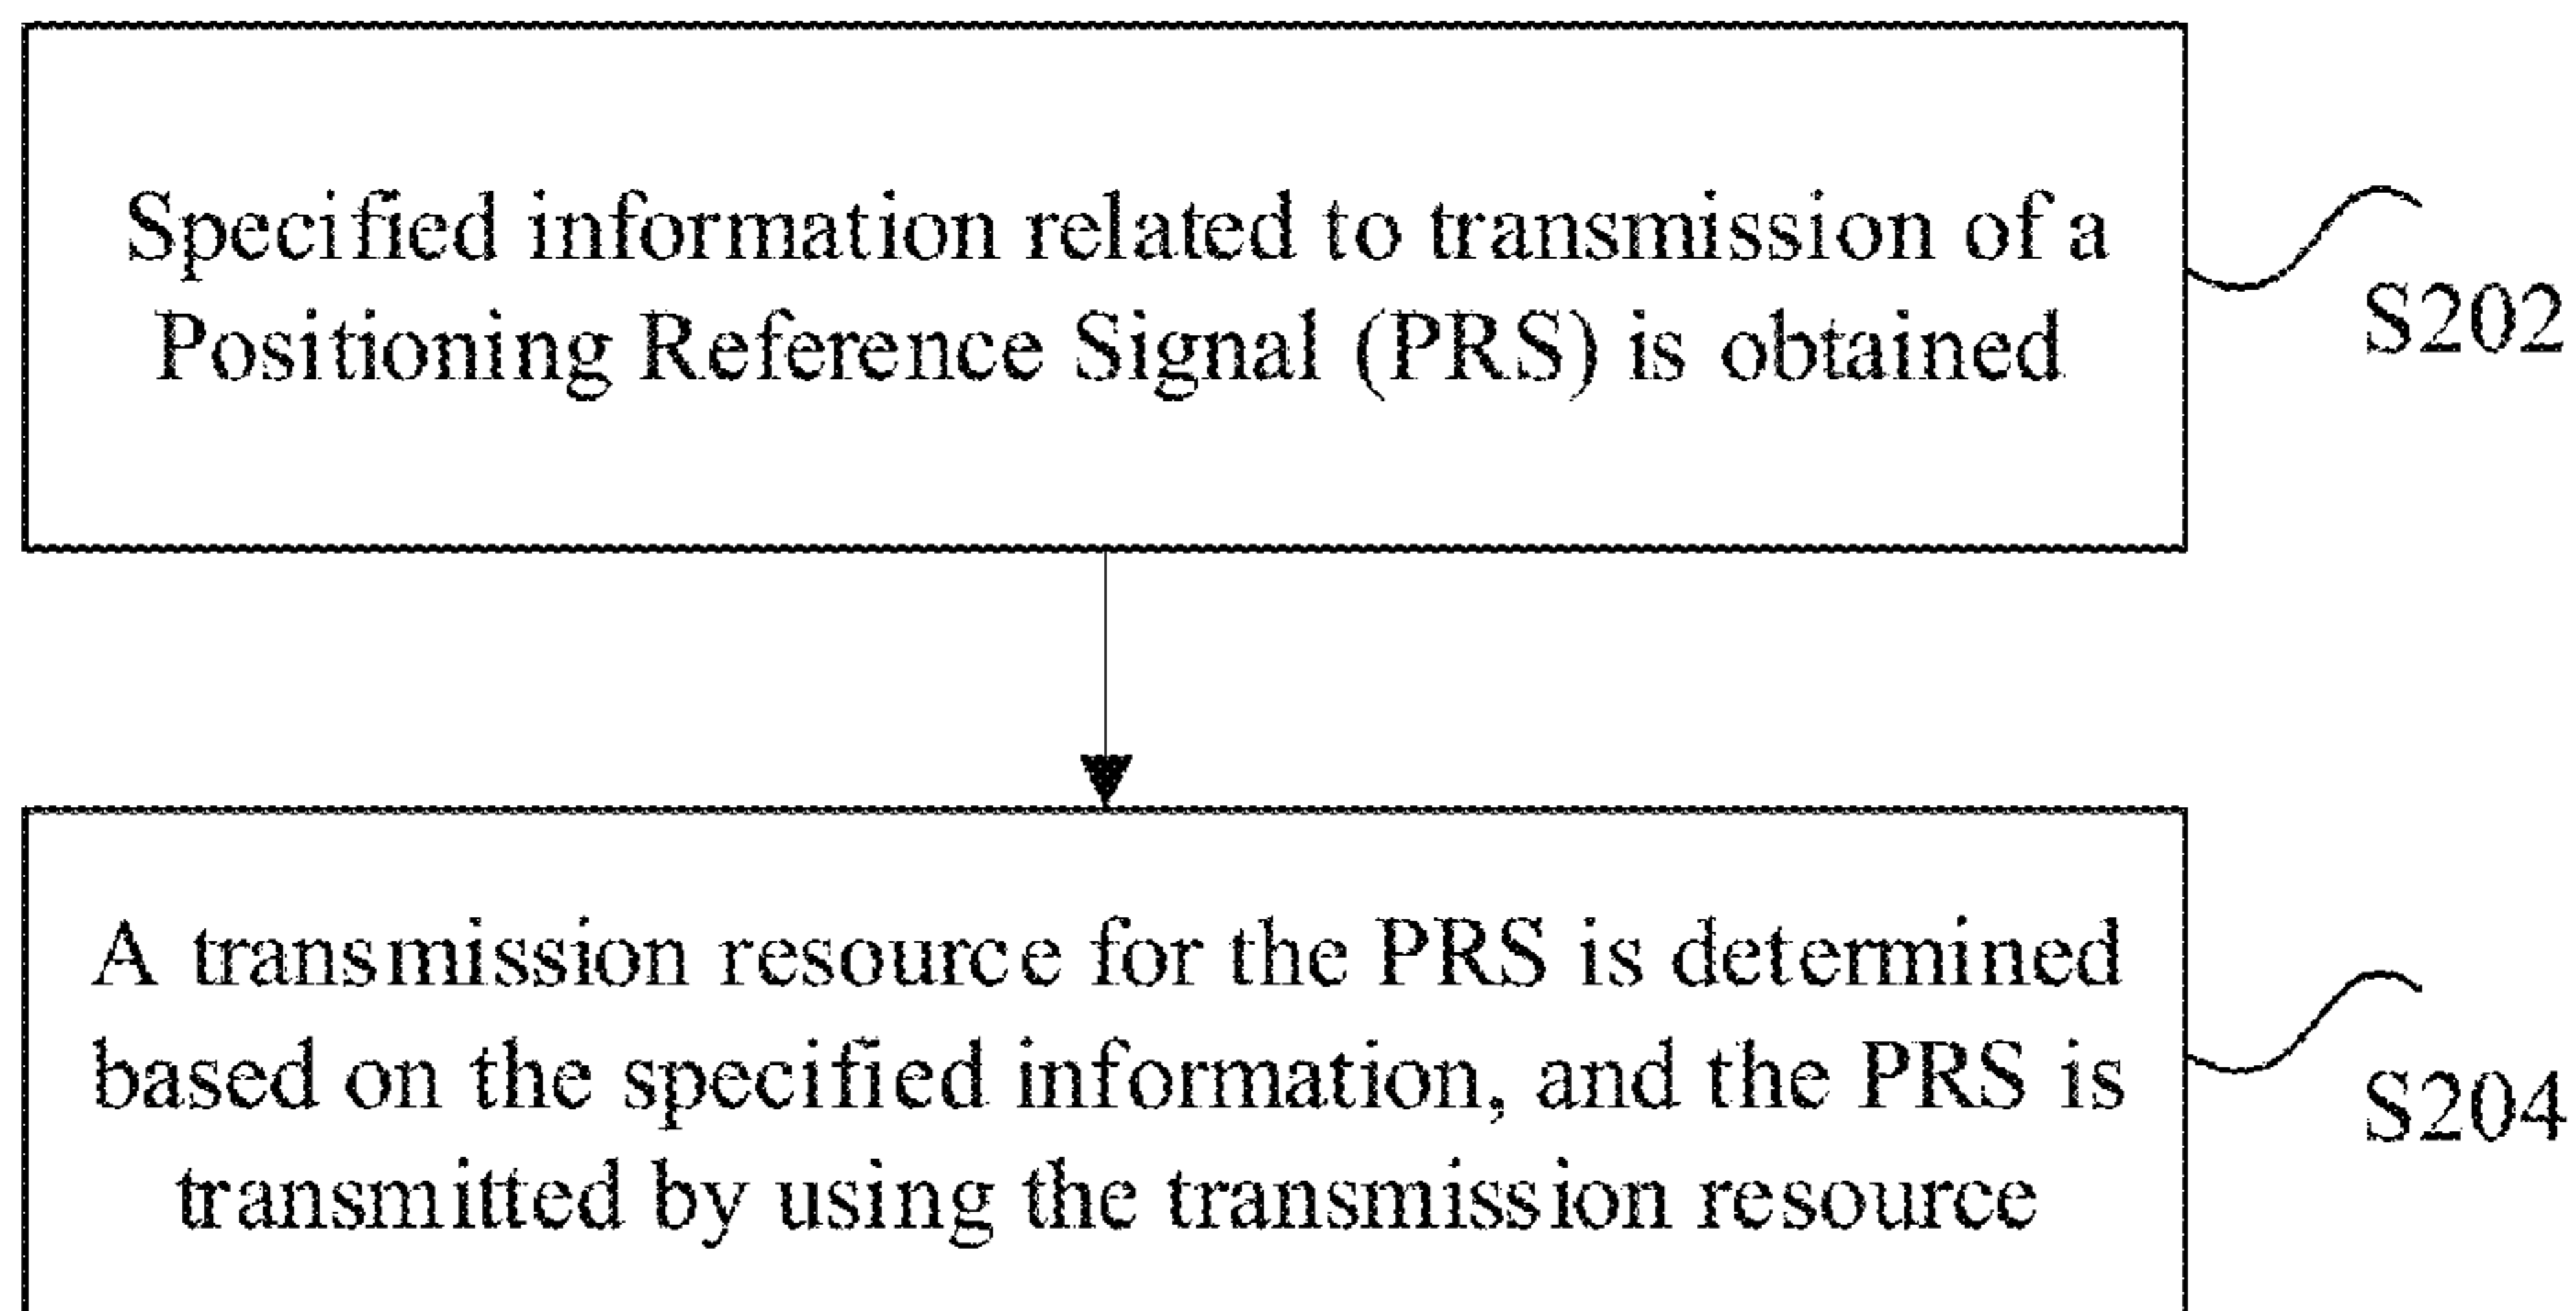 Specified information related to transmission of a
Positioning Reference Signal (PRS) is obtained
S202
A transmission resource for the PRS is determined
based on the specified information, and the PRS is
transmitted by using the transmission resource
S204